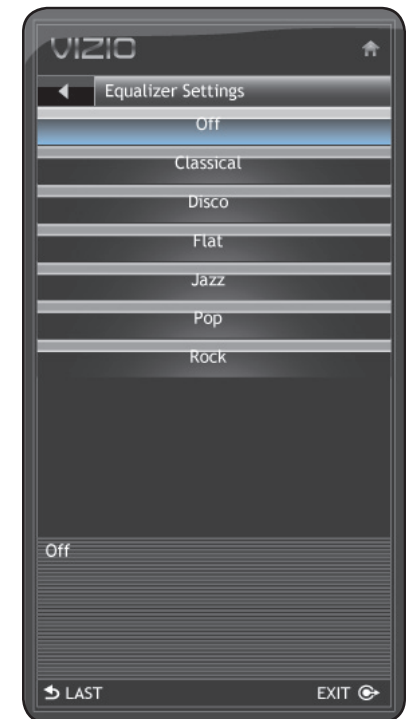 VIZIO
Equalizer Settings
Off
Classical
Disco
Flat
Jazz
Pop
Rock
Off
LAST EXIT